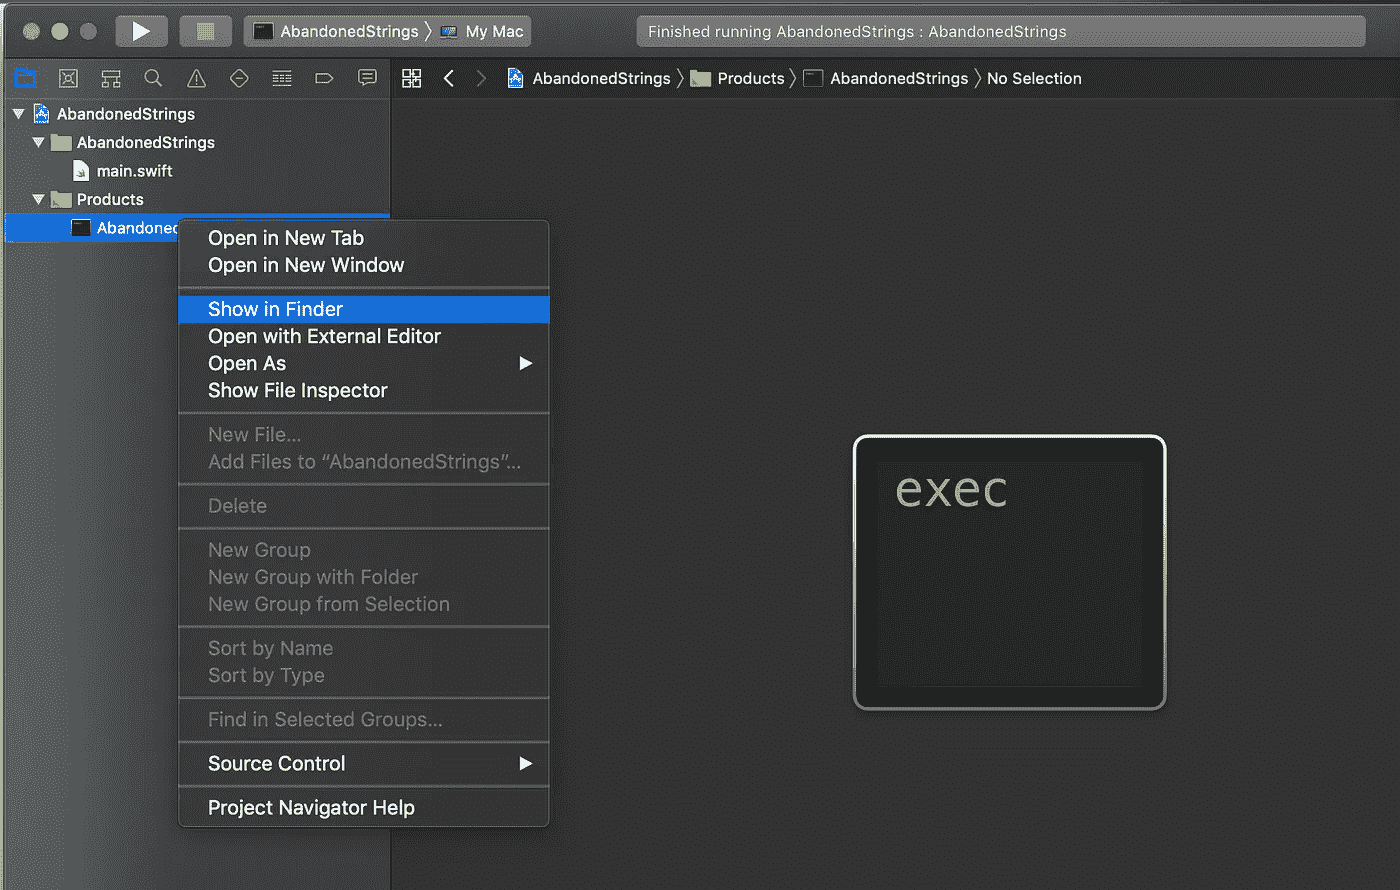 AbandonedStrings 〉 My Mac
Finished running AbandonedStrings : AbandonedStrings
AbandonedStrings 〉 Products 〉 AbandonedStrings 〉 No Selection
AbandonedStrings
AbandonedStrings
main.swift
Products
Abandoned
Open in New Tab
Open in New Window
Show in Finder
Open with External Editor
Open As
Show File Inspector
New File...
Add Files to “AbandonedStrings”...
Delete
New Group
New Group with Folder
New Group from Selection
Sort by Name
Sort by Type
Find in Selected Groups...
Source Control
Project Navigator Help
exec